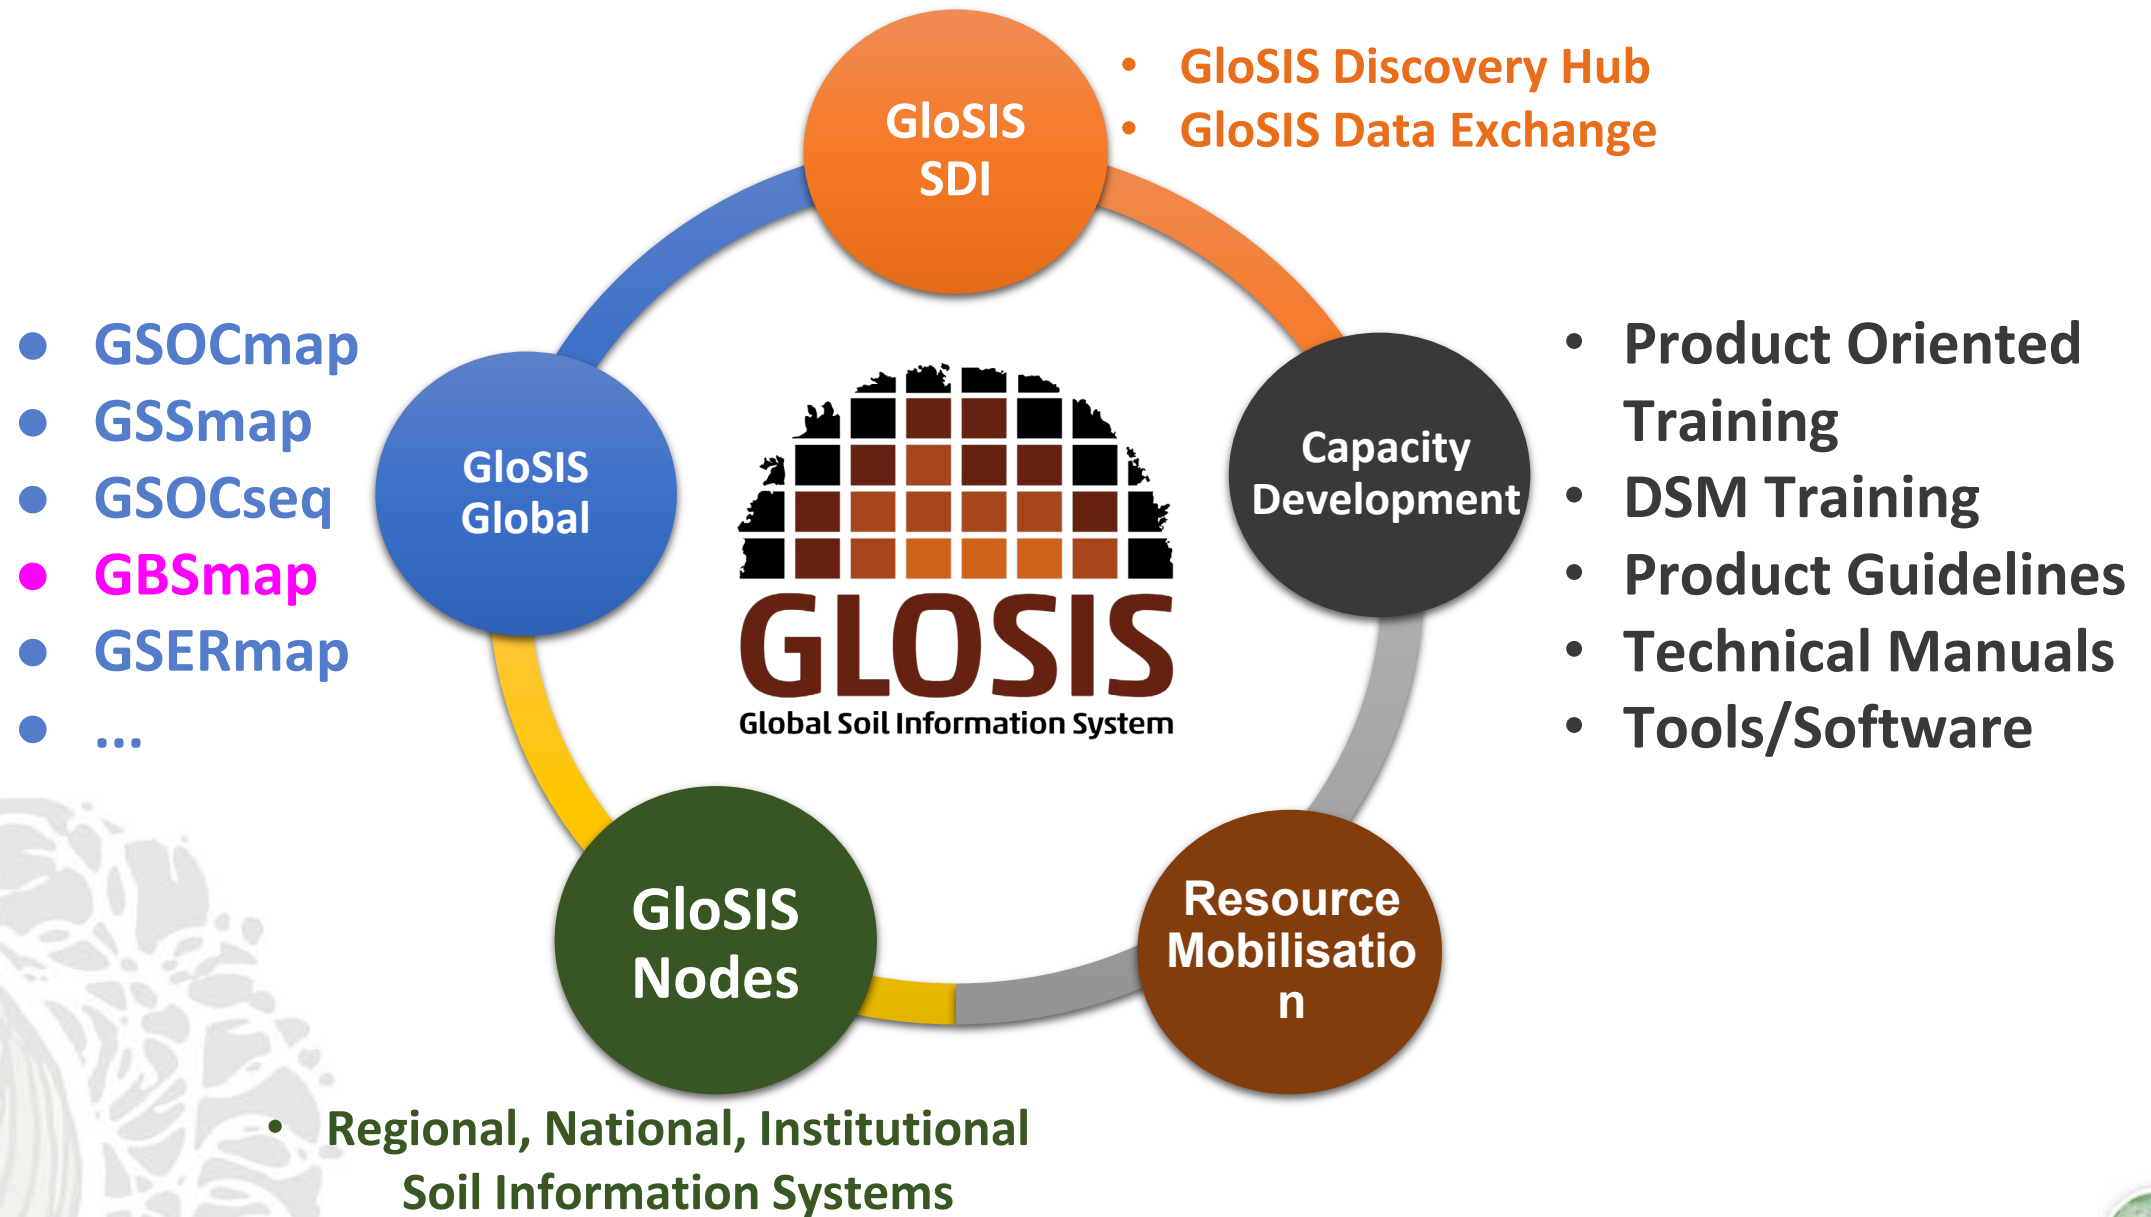 GloSIS
SDI
• GloSIS Discovery Hub
• GloSIS Data Exchange
● GSOCmap
● GSSmap
● GSOCseq
● GBSmap
● GSERmap
● ...
GloSIS
Global
GLOSIS
Global Soil Information System
Capacity
Development
• Product Oriented
Training
• DSM Training
• Product Guidelines
• Technical Manuals
• Tools/Software
GloSIS
Nodes
Resource
Mobilisatio
n
• Regional, National, Institutional
Soil Information Systems